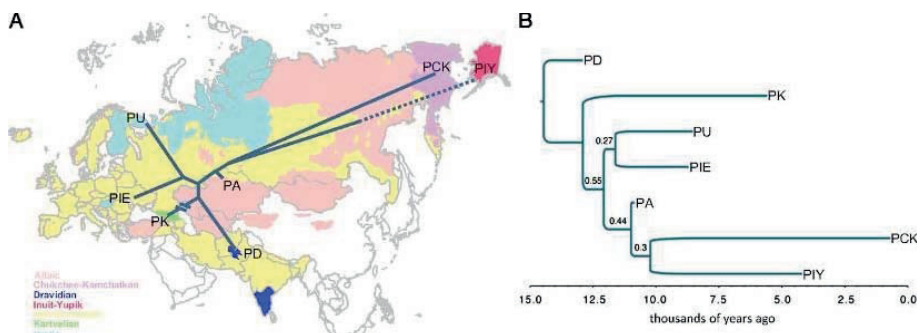 A
PCK
PIY
PU
PA
PIE
PK
PD
Altaic
Chukchee-Kamchatkan
Dravidian
Inuit-Yupik
Kartvelian
B
PD
PK
PU
0.27
PIE
0.55
PA
0.44
PCK
0.3
PIY
15.0 12.5 10.0 7.5 5.0 2.5 0.0
thousands of years ago